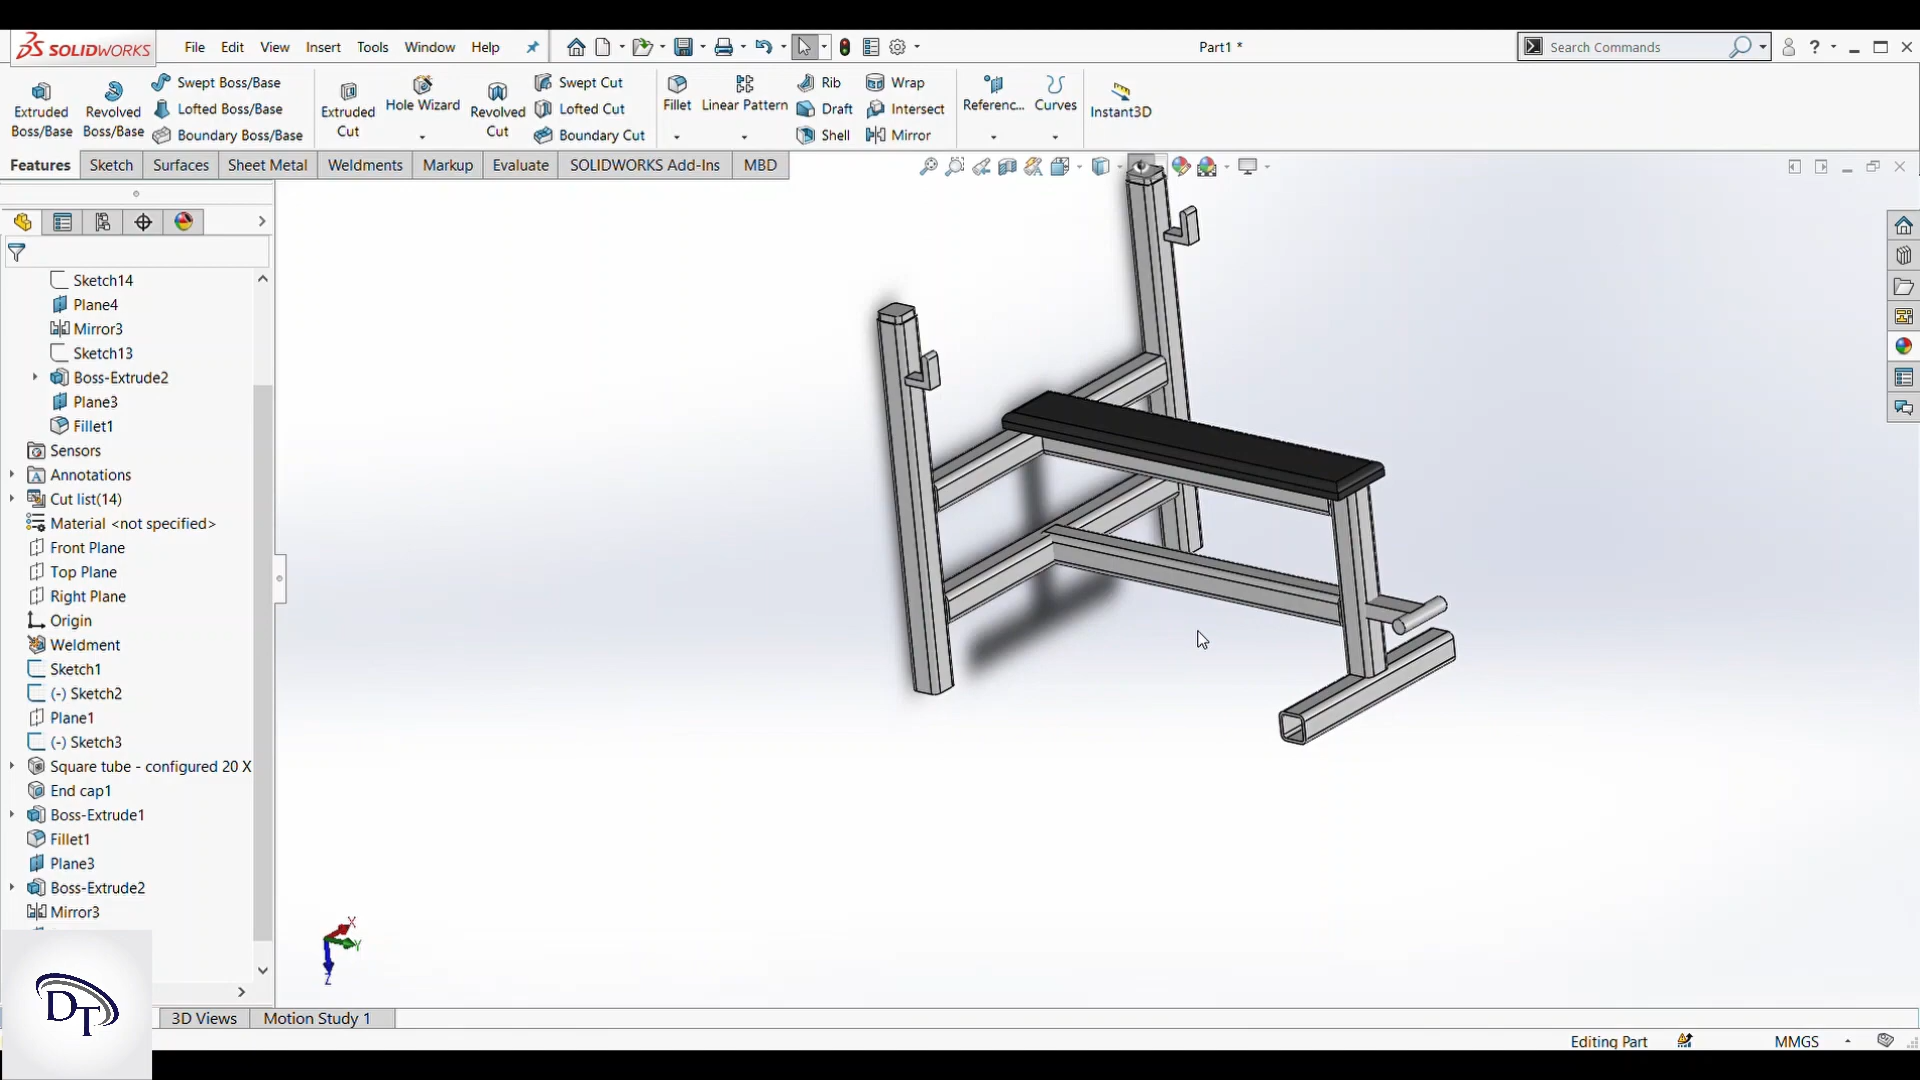 SOLIDWORKS File Edit View Insert Tools Window Help Part1 * Search Commands ?
Extruded Boss/Base
Revolved Boss/Base
Swept Boss/Base
Lofted Boss/Base
Boundary Boss/Base
Extruded Cut
Hole Wizard
Revolved Cut
Swept Cut
Lofted Cut
Boundary Cut
Fillet
Linear Pattern
Rib
Draft
Shell
Wrap
Intersect
Mirror
Referenc...
Curves
Instant3D
Features Sketch Surfaces Sheet Metal Weldments Markup Evaluate SOLIDWORKS Add-Ins MBD
Sketch14
Plane4
Mirror3
Sketch13
Boss-Extrude2
Plane3
Fillet1
Sensors
Annotations
Cut list(14)
Material <not specified>
Front Plane
Top Plane
Right Plane
Origin
Weldment
Sketch1
(-) Sketch2
Plane1
(-) Sketch3
Square tube - configured 20 X
End cap1
Boss-Extrude1
Fillet1
Plane3
Boss-Extrude2
Mirror3
X
Y
Z
DT
3D Views Motion Study 1
Editing Part MMGS